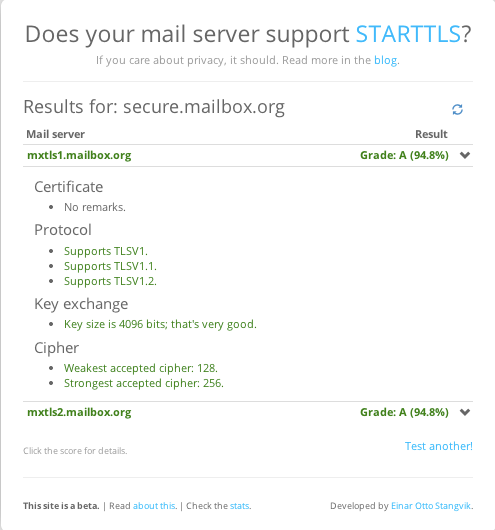 Does your mail server support STARTTLS?
If you care about privacy, it should. Read more in the blog.
Results for: secure.mailbox.org
Mail server Result
mxtls1.mailbox.org Grade: A (94.8%)
Certificate
No remarks.
Protocol
Supports TLSV1.
Supports TLSV1.1.
Supports TLSV1.2.
Key exchange
Key size is 4096 bits; that's very good.
Cipher
Weakest accepted cipher: 128.
Strongest accepted cipher: 256.
mxtls2.mailbox.org Grade: A (94.8%)
Click the score for details. Test another!
This site is a beta. | Read about this. | Check the stats. Developed by Einar Otto Stangvik.